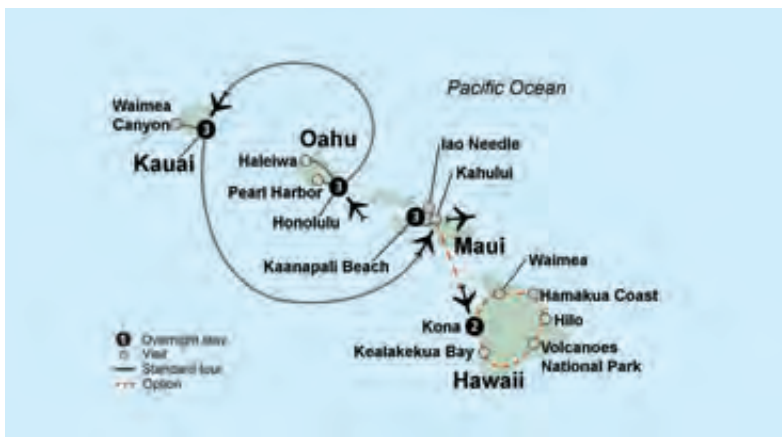 Pacific Ocean
Waimea
Canyon
3
Kauai
Oahu
Haleiwa
Pearl Harbor
3
Honolulu
Iao Needle
Kahului
3
Maui
Kaanapali Beach
Waimea
Hamakua Coast
Kona
2
Hilo
Kealakekua Bay
Volcanoes
National Park
Hawaii
1 Overnight stay
Visit
Standard tour
Option